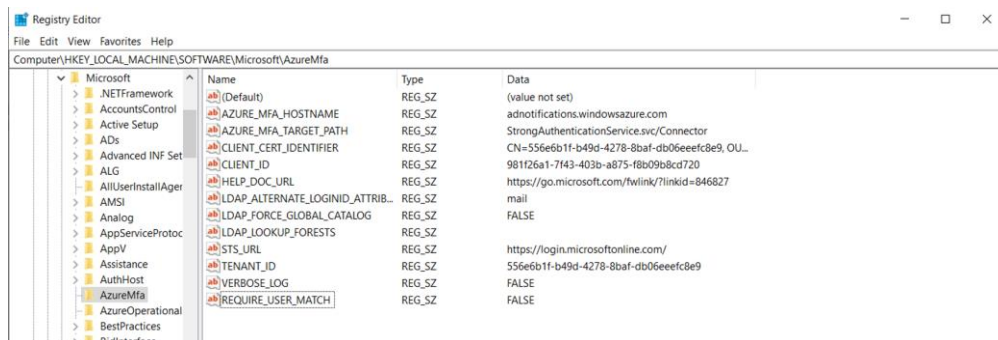 Registry Editor
File Edit View Favorites Help
Computer\HKEY_LOCAL_MACHINE\SOFTWARE\Microsoft\AzureMfa
Microsoft
.NETFramework
AccountsControl
Active Setup
ADs
Advanced INF Set
ALG
AllUserInstallAger
AMSI
Analog
AppServiceProtoc
AppV
Assistance
AuthHost
AzureMfa
AzureOperational
BestPractices
Name Type Data
(Default) REG_SZ (value not set)
AZURE_MFA_HOSTNAME REG_SZ adnotifications.windowsazure.com
AZURE_MFA_TARGET_PATH REG_SZ StrongAuthenticationService.svc/Connector
CLIENT_CERT_IDENTIFIER REG_SZ CN=556e6b1f-b49d-4278-8baf-db06eeefc8e9, OU...
CLIENT_ID REG_SZ 981f26a1-7f43-403b-a875-f8b09b8cd720
HELP_DOC_URL REG_SZ https://go.microsoft.com/fwlink/?linkid=846827
LDAP_ALTERNATE_LOGINID_ATTRIB... REG_SZ mail
LDAP_FORCE_GLOBAL_CATALOG REG_SZ FALSE
LDAP_LOOKUP_FORESTS REG_SZ
STS_URL REG_SZ https://login.microsoftonline.com/
TENANT_ID REG_SZ 556e6b1f-b49d-4278-8baf-db06eeefc8e9
VERBOSE_LOG REG_SZ FALSE
REQUIRE_USER_MATCH REG_SZ FALSE